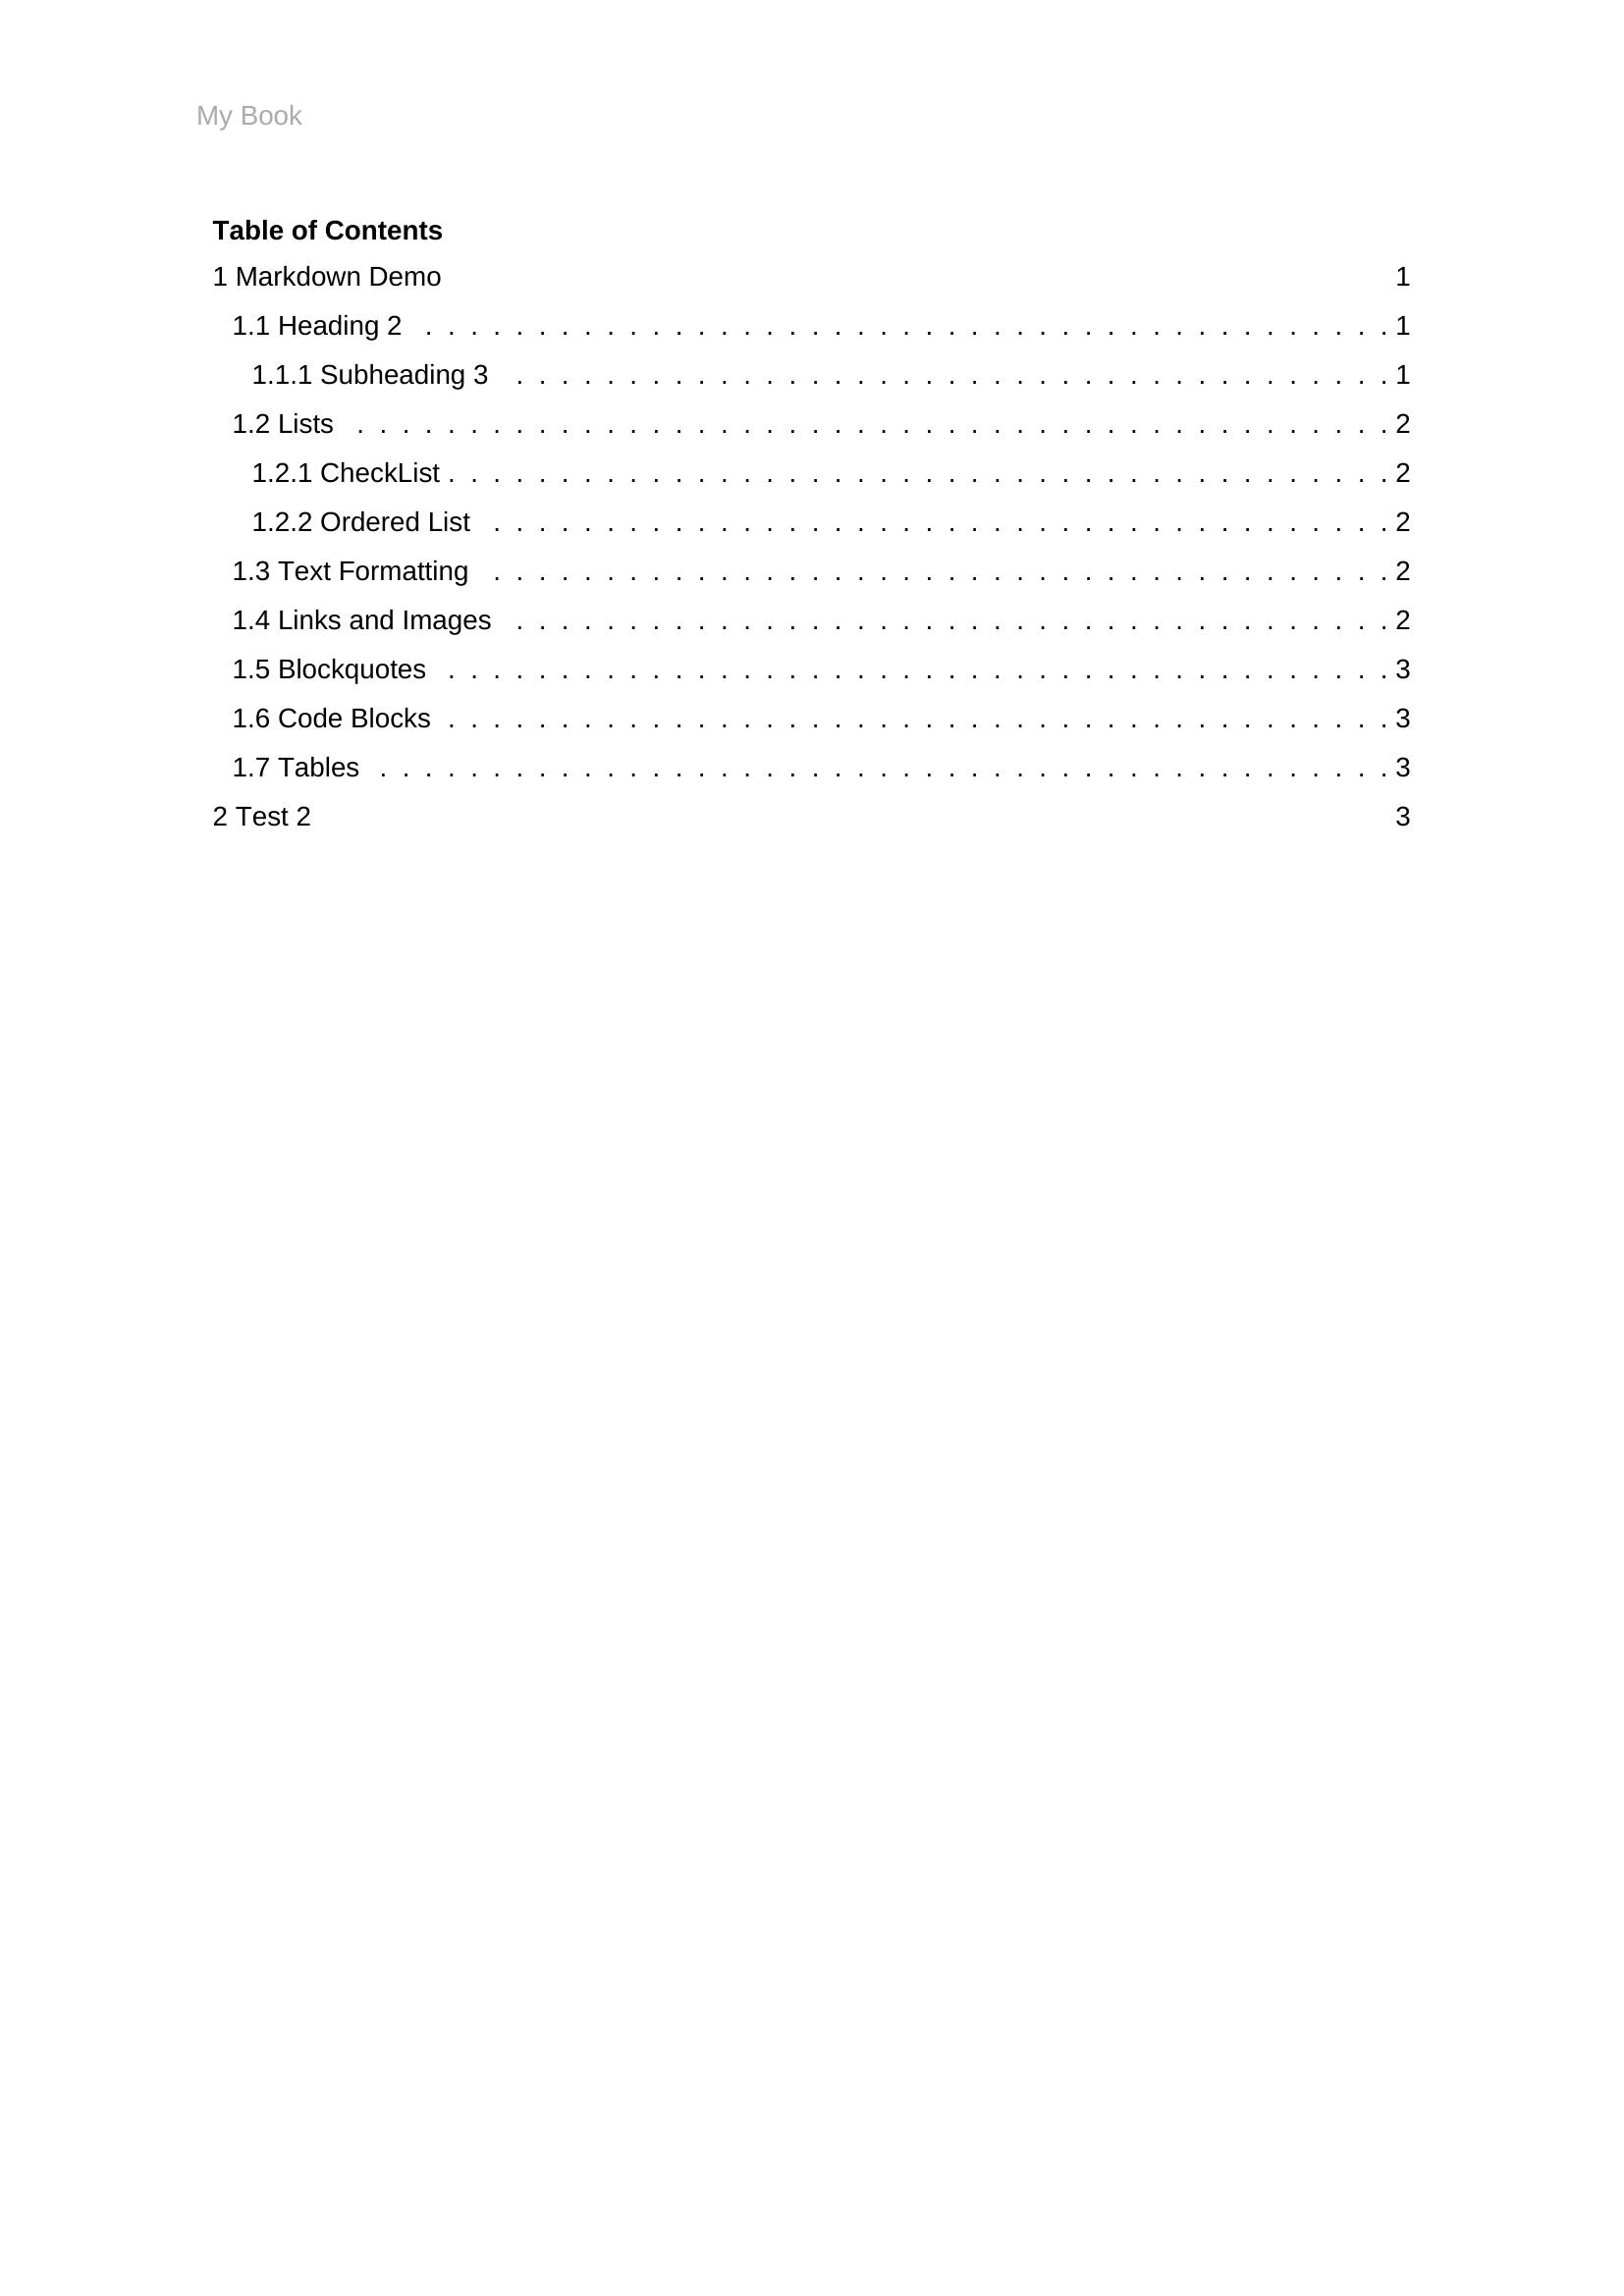 My Book
Table of Contents
1 Markdown Demo 1
1.1 Heading 2 . . . . . . . . . . . . . . . . . . . . . . . . . . . . . . . . . . . . . . . . . . . 1
1.1.1 Subheading 3 . . . . . . . . . . . . . . . . . . . . . . . . . . . . . . . . . . . . . . . 1
1.2 Lists . . . . . . . . . . . . . . . . . . . . . . . . . . . . . . . . . . . . . . . . . . . . . . 2
1.2.1 CheckList . . . . . . . . . . . . . . . . . . . . . . . . . . . . . . . . . . . . . . . . . . 2
1.2.2 Ordered List . . . . . . . . . . . . . . . . . . . . . . . . . . . . . . . . . . . . . . . . 2
1.3 Text Formatting . . . . . . . . . . . . . . . . . . . . . . . . . . . . . . . . . . . . . . . . 2
1.4 Links and Images . . . . . . . . . . . . . . . . . . . . . . . . . . . . . . . . . . . . . . . 2
1.5 Blockquotes . . . . . . . . . . . . . . . . . . . . . . . . . . . . . . . . . . . . . . . . . . 3
1.6 Code Blocks . . . . . . . . . . . . . . . . . . . . . . . . . . . . . . . . . . . . . . . . . . 3
1.7 Tables . . . . . . . . . . . . . . . . . . . . . . . . . . . . . . . . . . . . . . . . . . . . . 3
2 Test 2 3